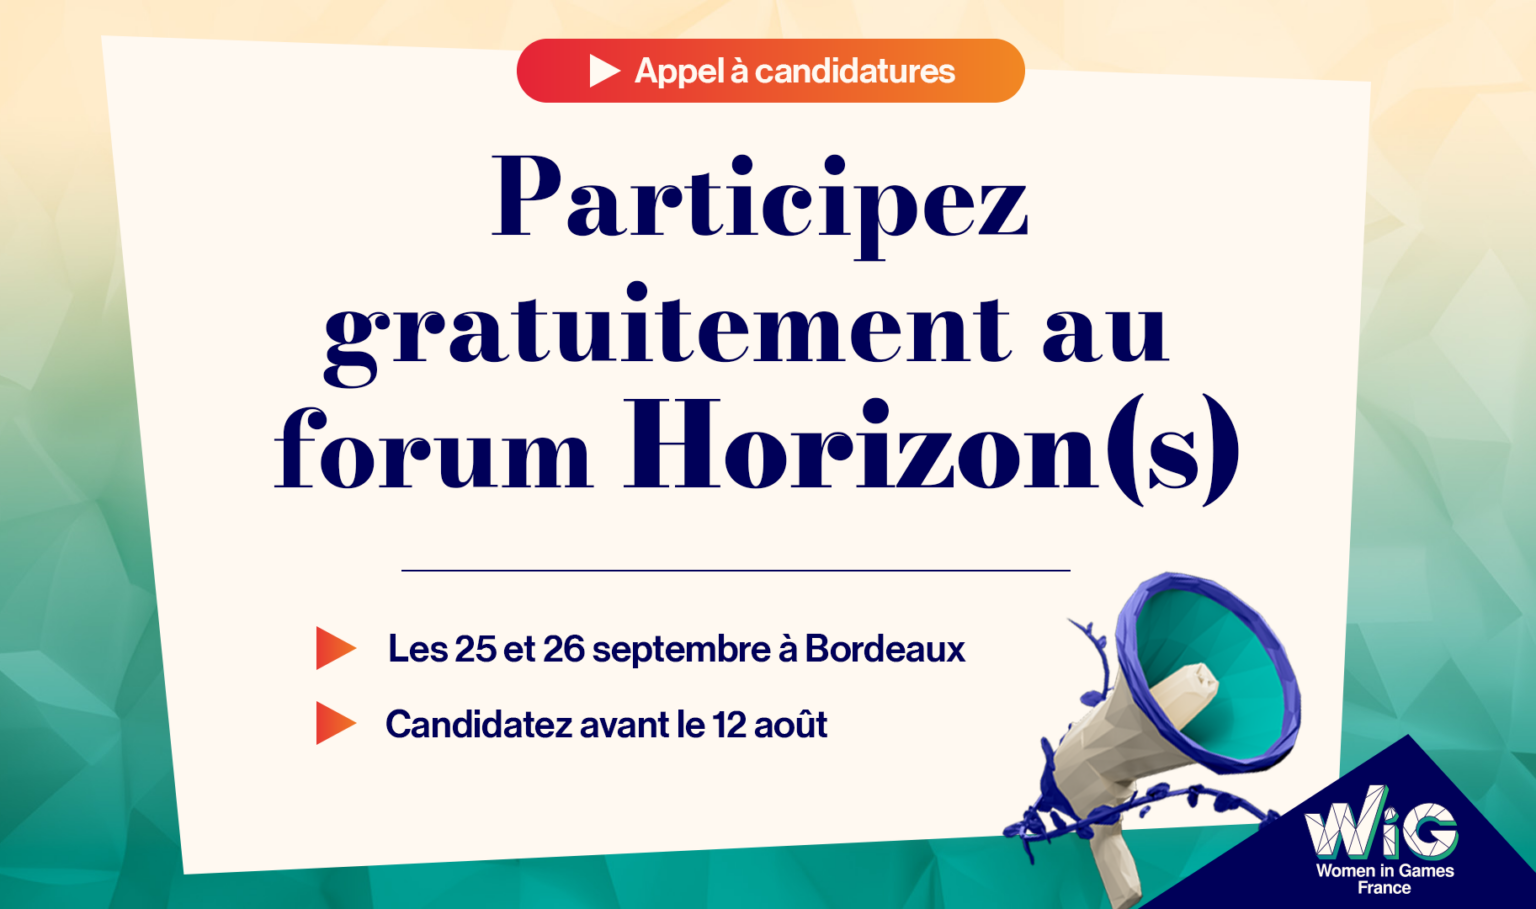 Appel à candidatures
Participez
gratuitement au
forum Horizon(s)
Les 25 et 26 septembre à Bordeaux
Candidatez avant le 12 août
WiG
Women in Games
France